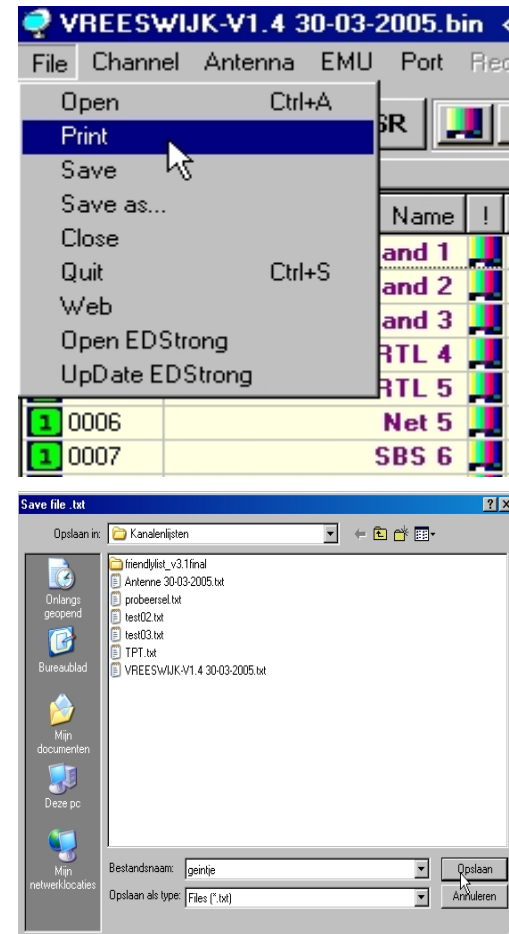 VREESWIJK-V1.4 30-03-2005.bin
File Channel Antenna EMU Port Rec
Open Ctrl+A
Print
Save
Save as...
Close
Quit Ctrl+S
Web
Open EDStrong
UpDate EDStrong
SR
Name !
and 1
and 2
and 3
RTL 4
RTL 5
1 0006 Net 5
1 0007 SBS 6
Save file .txt
Opslaan in: Kanalenlijsten
friendlylist_v3.1final
Antenne 30-03-2005.txt
probeersel.txt
test02.txt
test03.txt
TPT.txt
VREESWIJK-V1.4 30-03-2005.txt
Onlangs
geopend
Bureaublad
Mijn
documenten
Deze pc
Mijn
netwerklocaties
Bestandsnaam: geintje Opslaan
Opslaan als type: Files (*.txt) Annuleren